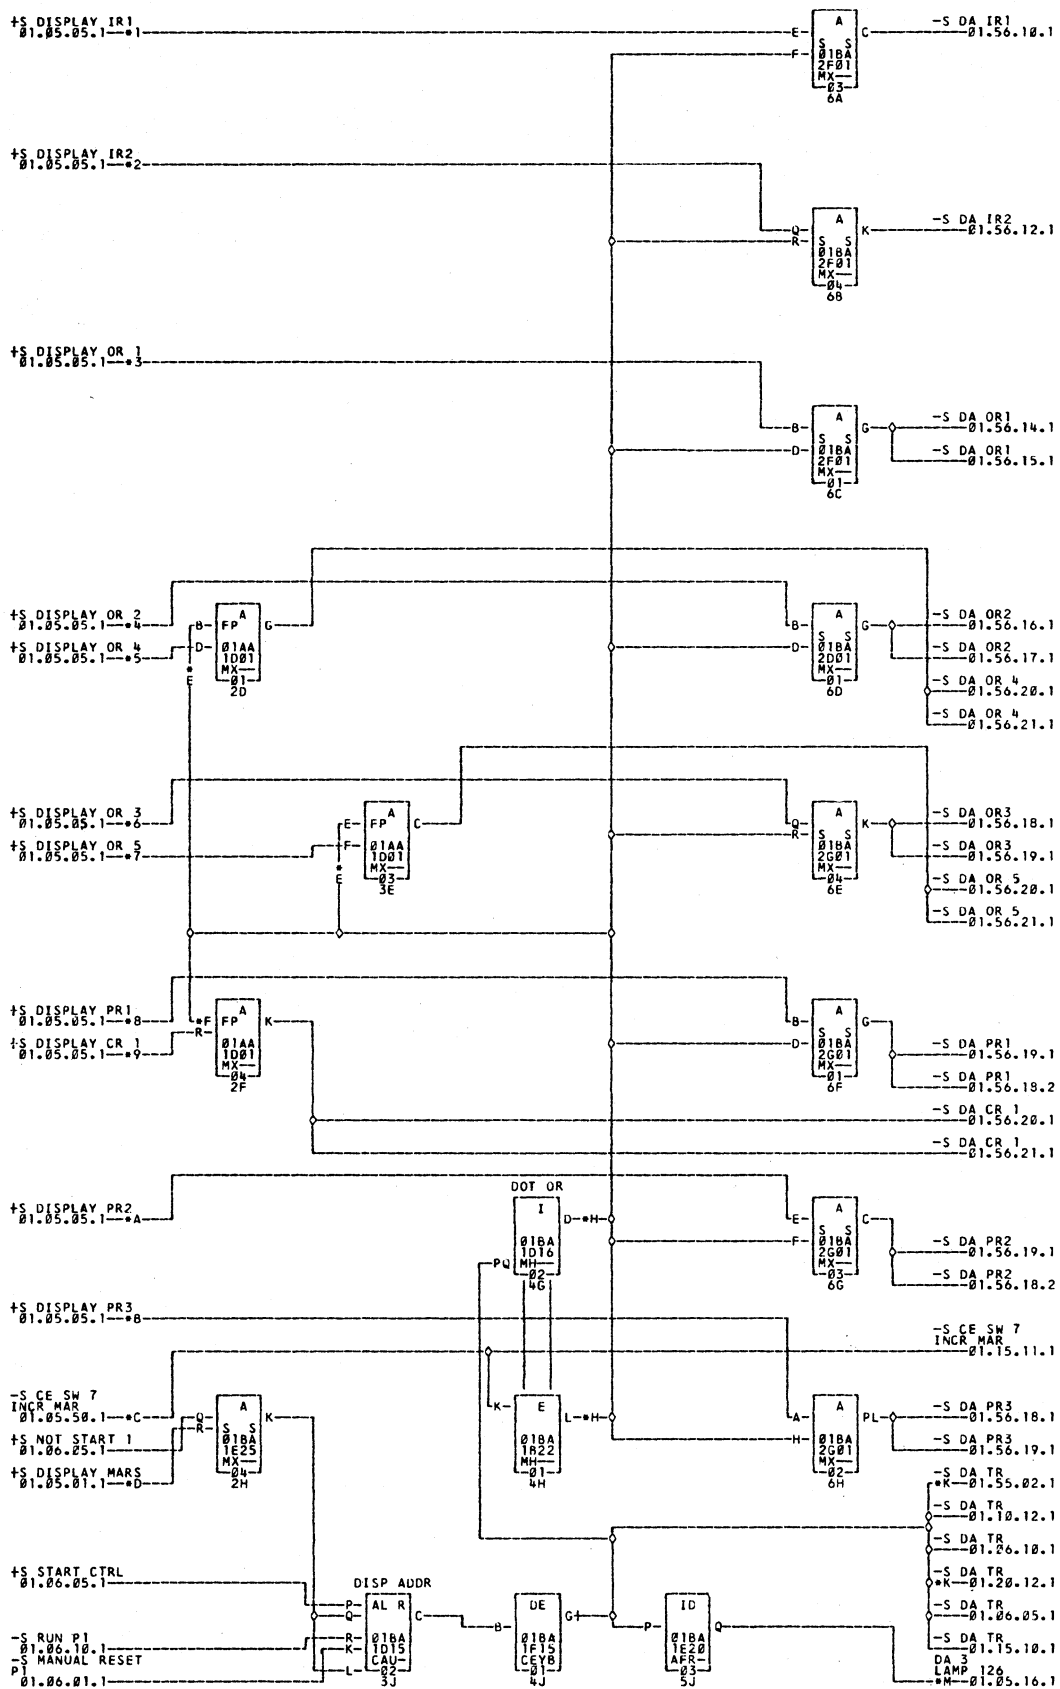 +S DISPLAY IR1
01.05.05.1—*1
E
F
A
S S
01BA
2F01
MX—
03
6A
C
-S DA IR1
01.56.10.1
+S DISPLAY IR2
01.05.05.1—*2
Q
R
A
S S
01BA
2F01
MX—
04
6B
K
-S DA IR2
01.56.12.1
+S DISPLAY OR 1
01.05.05.1—*3
B
D
A
S S
01BA
2F01
MX—
01
6C
G
-S DA OR1
01.56.14.1
-S DA OR1
01.56.15.1
+S DISPLAY OR 2
01.05.05.1—*4
+S DISPLAY OR 4
01.05.05.1—*5
B
D
*
E
A
FP
01AA
1D01
MX—
01
2D
G
B
D
A
S S
01BA
2D01
MX—
01
6D
G
-S DA OR2
01.56.16.1
-S DA OR2
01.56.17.1
-S DA OR 4
01.56.20.1
-S DA OR 4
01.56.21.1
+S DISPLAY OR 3
01.05.05.1—*6
+S DISPLAY OR 5
01.05.05.1—*7
E
F
*
E
A
FP
01AA
1D01
MX—
03
3E
C
Q
R
A
S S
01BA
2G01
MX—
04
6E
K
-S DA OR3
01.56.18.1
-S DA OR3
01.56.19.1
-S DA OR 5
01.56.20.1
-S DA OR 5
01.56.21.1
+S DISPLAY PR1
01.05.05.1—*8
+S DISPLAY CR 1
01.05.05.1—*9
*F
R
A
FP
01AA
1D01
MX—
04
2F
K
B
D
A
S S
01BA
2G01
MX—
01
6F
G
-S DA PR1
01.56.19.1
-S DA PR1
01.56.18.2
-S DA CR 1
01.56.20.1
-S DA CR 1
01.56.21.1
+S DISPLAY PR2
01.05.05.1—*A
DOT OR
I
01BA
1D16
MH—
02
4G
PQ
D—*H
E
F
A
01BA
2G01
MX—
03
6G
C
-S DA PR2
01.56.19.1
-S DA PR2
01.56.18.2
+S DISPLAY PR3
01.05.05.1—*B
-S CE SW 7
INCR MAR
01.15.11.1
-S CE SW 7
INCR MAR
01.05.50.1—*C
+S NOT START 1
01.06.05.1
+S DISPLAY MARS
01.05.01.1—*D
Q
R
A
S S
01BA
1E25
MX—
04
2H
K
K
E
01BA
1B22
MH—
01
4H
L—*H
A
H
A
01BA
2G01
MX—
02
6H
PL
-S DA PR3
01.56.18.1
-S DA PR3
01.56.19.1
-S DA TR
*K—01.55.02.1
-S DA TR
01.10.12.1
-S DA TR
01.26.10.1
-S DA TR
*K—01.20.12.1
-S DA TR
01.06.05.1
-S DA TR
01.15.10.1
+S START CTRL
01.06.05.1
-S RUN P1
01.06.10.1
-S MANUAL RESET
P1
01.06.01.1
DISP ADDR
P
Q
R
K
L
AL R
01BA
1D15
CAU-
02
3J
C
B
DE
01BA
1F15
CEYB
01
4J
G+
P
ID
01BA
1E20
AFR-
03
5J
Q
DA 3
LAMP 126
*M—01.05.16.1